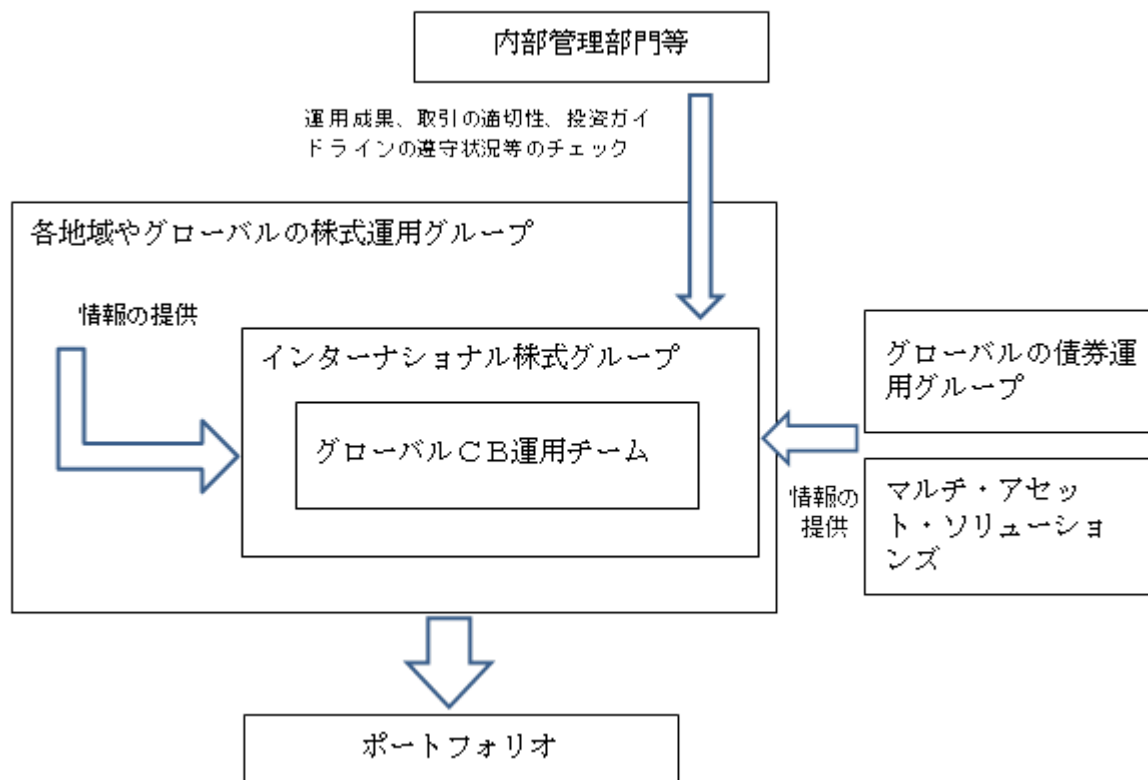 内部管理部門等
運用成果、取引の適切性、投資ガイ
ドラインの遵守状況等のチェック
各地域やグローバルの株式運用グループ
情報の提供
インターナショナル株式グループ
グローバルＣＢ運用チーム
グローバルの債券運
用グループ
情報の
提供
マルチ・アセッ
ト・ソリューショ
ンズ
ポートフォリオ